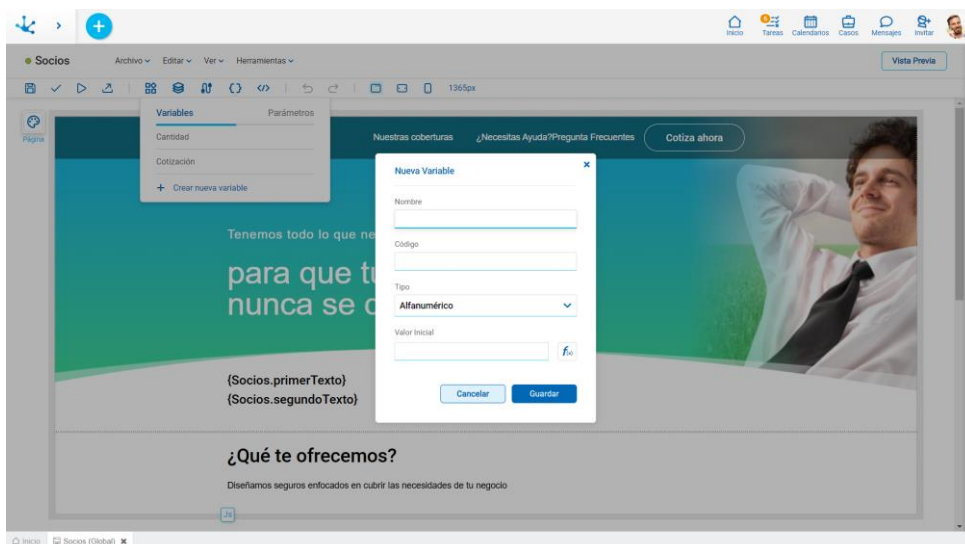 6
Inicio Tareas Calendarios Casos Mensajes Invitar
Socios Archivo Editar Ver Herramientas Vista Previa
1365px
Página
Variables Parámetros
Cantidad
Cotización
+ Crear nueva variable
Nuestras coberturas ¿Necesitas Ayuda?Pregunta Frecuentes Cotiza ahora
Nueva Variable
Nombre
Código
Tipo
Alfanumérico
Valor Inicial
f(x)
Cancelar Guardar
Tenemos todo lo que ne
para que tu
nunca se
{Socios.primerTexto}
{Socios.segundoTexto}
¿Qué te ofrecemos?
Diseñamos seguros enfocados en cubrir las necesidades de tu negocio
JS
Inicio Socios (Global)